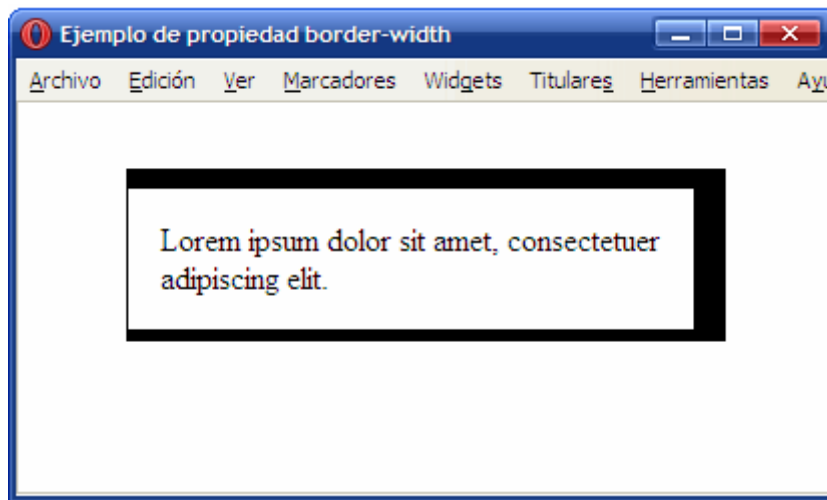 Ejemplo de propiedad border-width
Archivo Edición Ver Marcadores Widgets Titulares Herramientas Ayu
Lorem ipsum dolor sit amet, consectetuer
adipiscing elit.